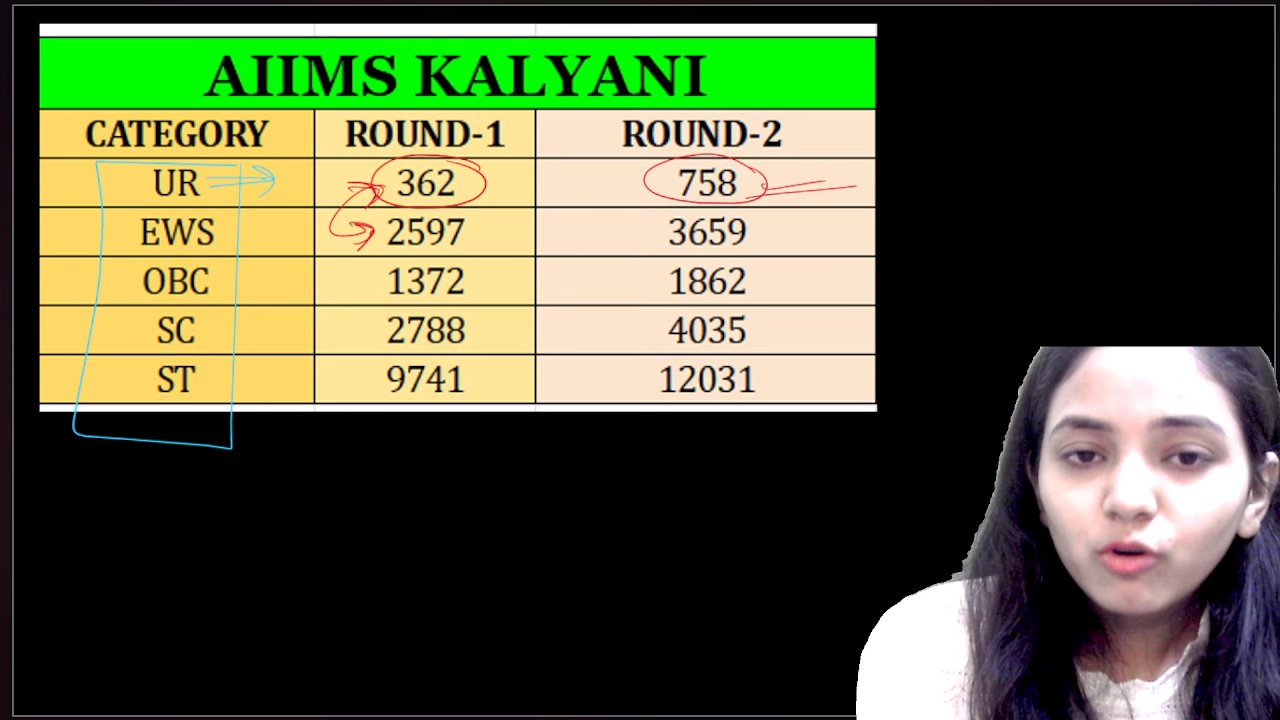 AIIMS KALYANI
CATEGORY ROUND-1 ROUND-2
UR 362 758
EWS 2597 3659
OBC 1372 1862
SC 2788 4035
ST 9741 12031